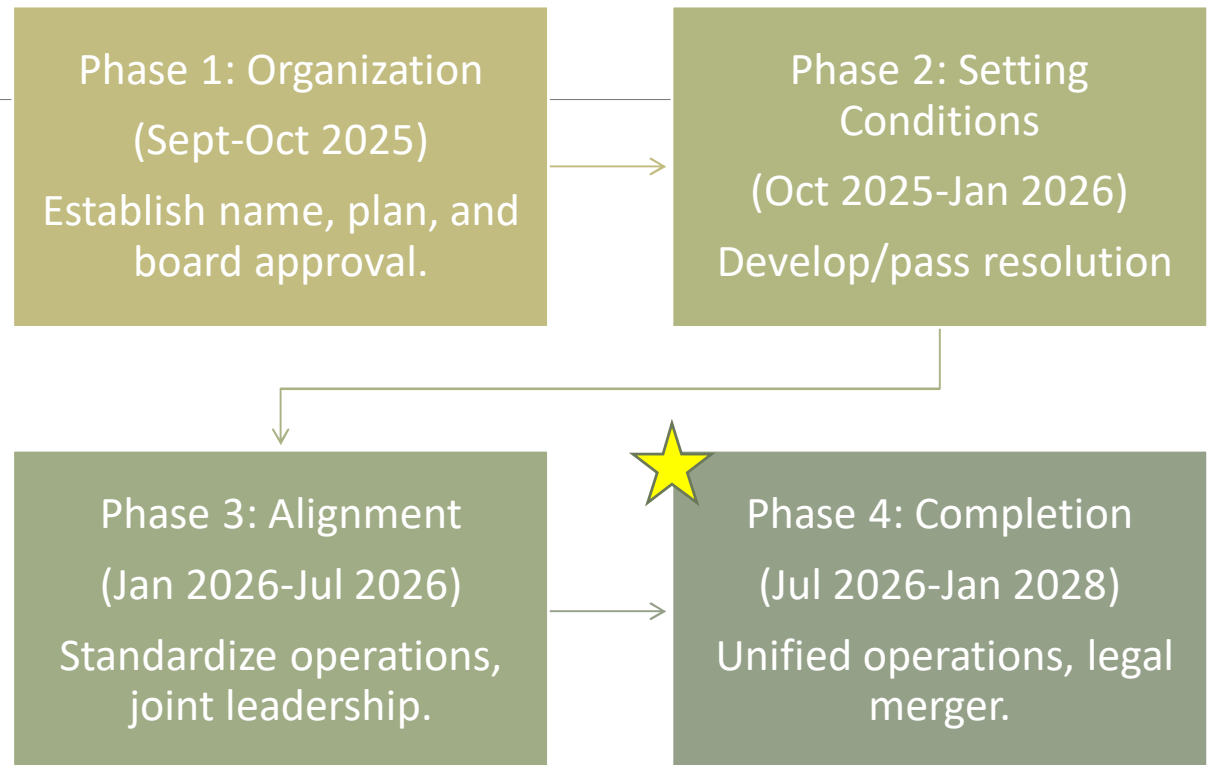 Phase 1: Organization
(Sept-Oct 2025)
Establish name, plan, and
board approval.
Phase 2: Setting
Conditions
(Oct 2025-Jan 2026)
Develop/pass resolution
Phase 3: Alignment
(Jan 2026-Jul 2026)
Standardize operations,
joint leadership.
Phase 4: Completion
(Jul 2026-Jan 2028)
Unified operations, legal
merger.